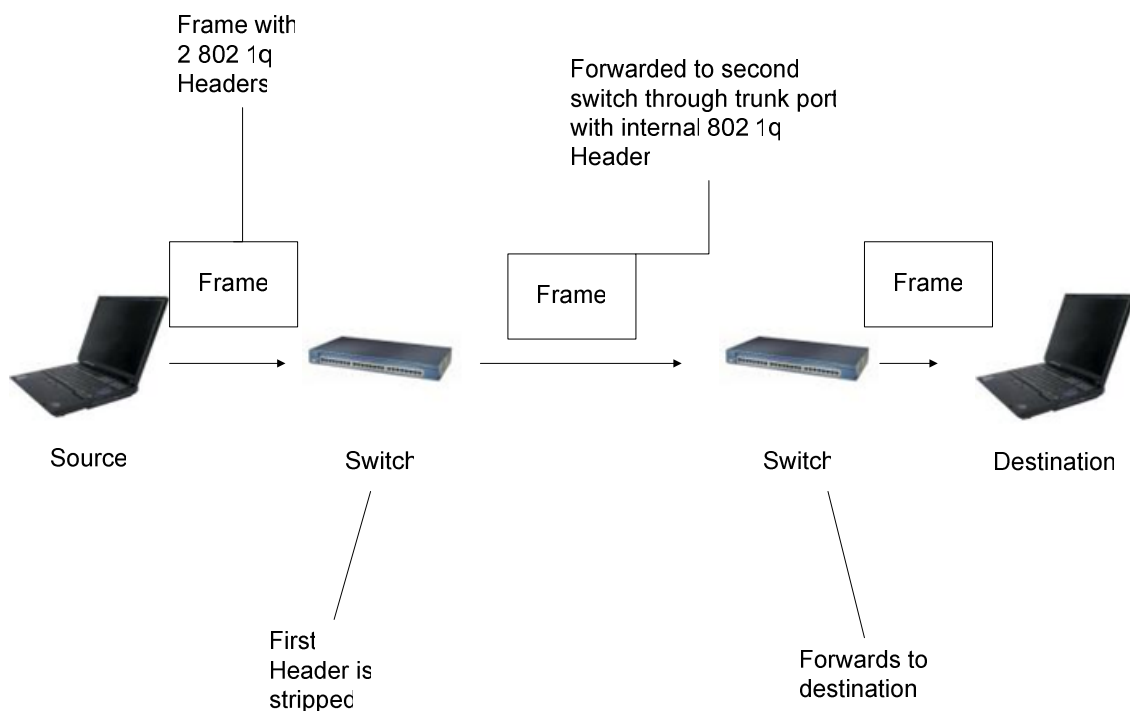 Frame with
2 802 1q
Headers
Forwarded to second
switch through trunk port
with internal 802 1q
Header
Frame
Frame
Frame
Source
Switch
Switch
Destination
First
Header is
stripped
Forwards to
destination